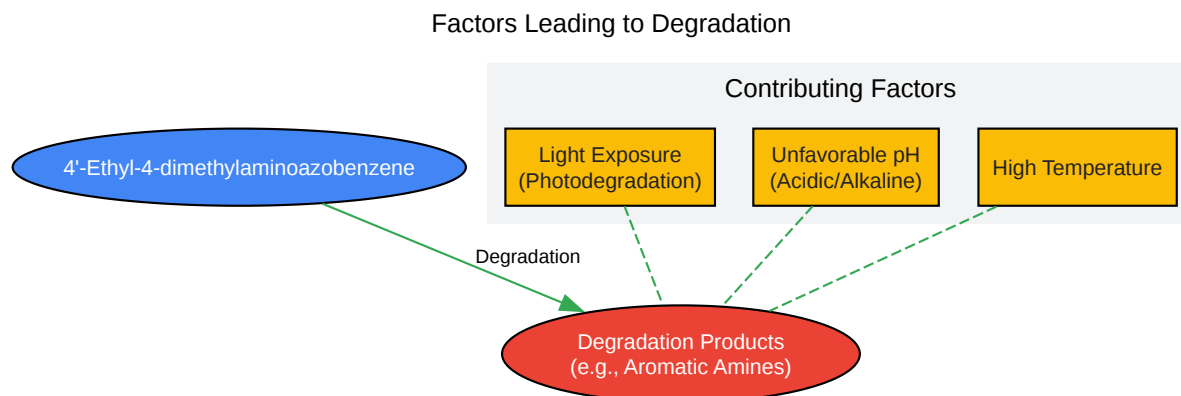 Factors Leading to Degradation
Contributing Factors
4'-Ethyl-4-dimethylaminoazobenzene
Light Exposure
(Photodegradation)
Unfavorable pH
(Acidic/Alkaline)
High Temperature
Degradation
Degradation Products
(e.g., Aromatic Amines)